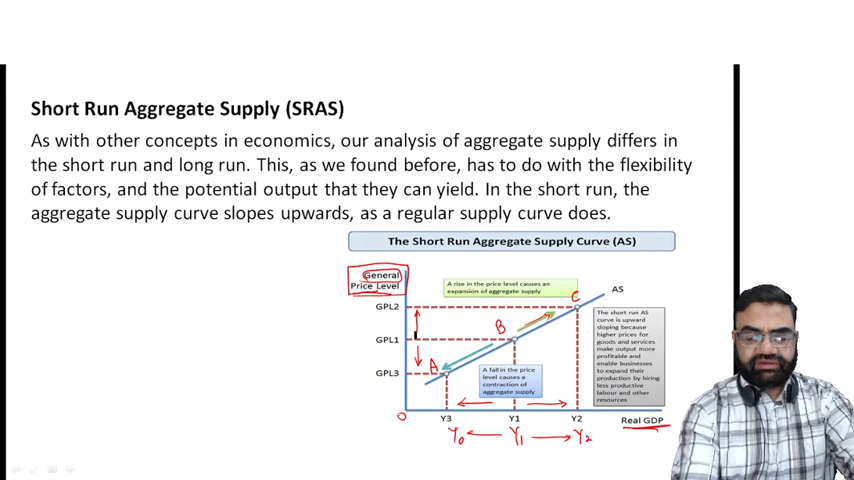 Short Run Aggregate Supply (SRAS)
As with other concepts in economics, our analysis of aggregate supply differs in
the short run and long run. This, as we found before, has to do with the flexibility
of factors, and the potential output that they can yield. In the short run, the
aggregate supply curve slopes upwards, as a regular supply curve does.
The Short Run Aggregate Supply Curve (AS)
General
Price Level
A rise in the price level causes an
expansion of aggregate supply
AS
C
GPL2
B
GPL1
A
GPL3
The short run AS
curve is upward
sloping because
higher prices for
goods and services
make output more
profitable and
enable businesses
to expand their
production by hiring
less productive
labour and other
resources
A fall in the price
level causes a
contraction of
aggregate supply
O
Y3 Y1 Y2
Real GDP
Y0 Y1 Y2